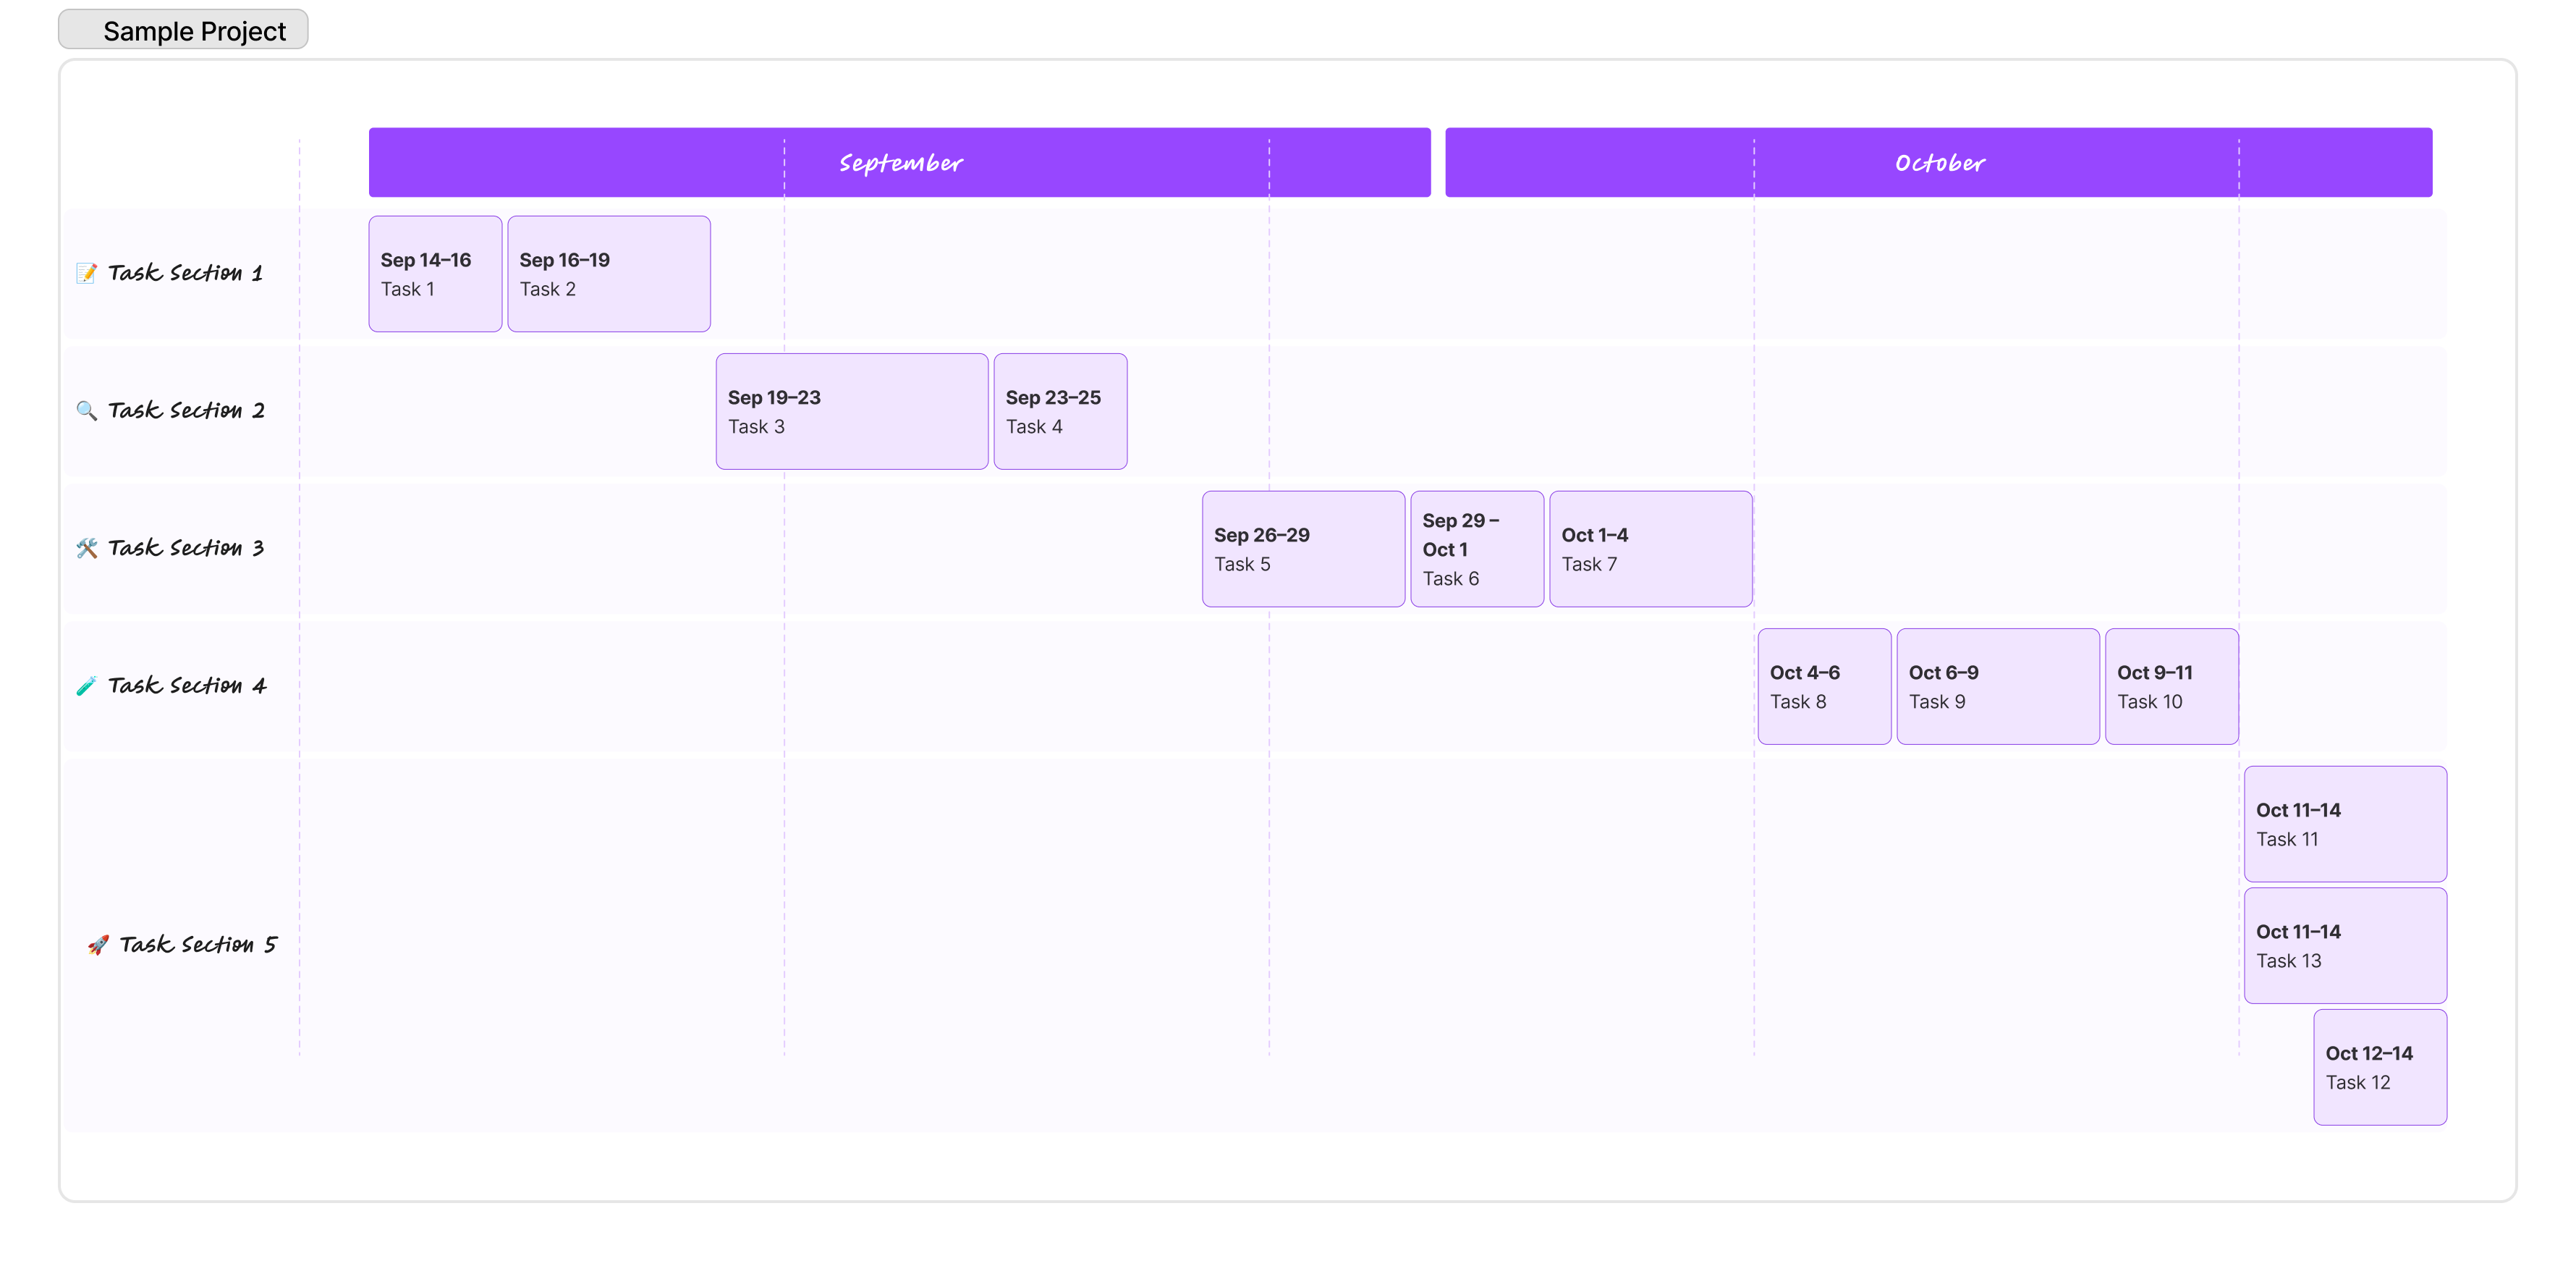 Sample Project
September
October
Task Section 1
Sep 14–16
Task 1
Sep 16–19
Task 2
Task Section 2
Sep 19–23
Task 3
Sep 23–25
Task 4
Task Section 3
Sep 26–29
Task 5
Sep 29 –
Oct 1
Task 6
Oct 1–4
Task 7
Task Section 4
Oct 4–6
Task 8
Oct 6–9
Task 9
Oct 9–11
Task 10
Task Section 5
Oct 11–14
Task 11
Oct 11–14
Task 13
Oct 12–14
Task 12